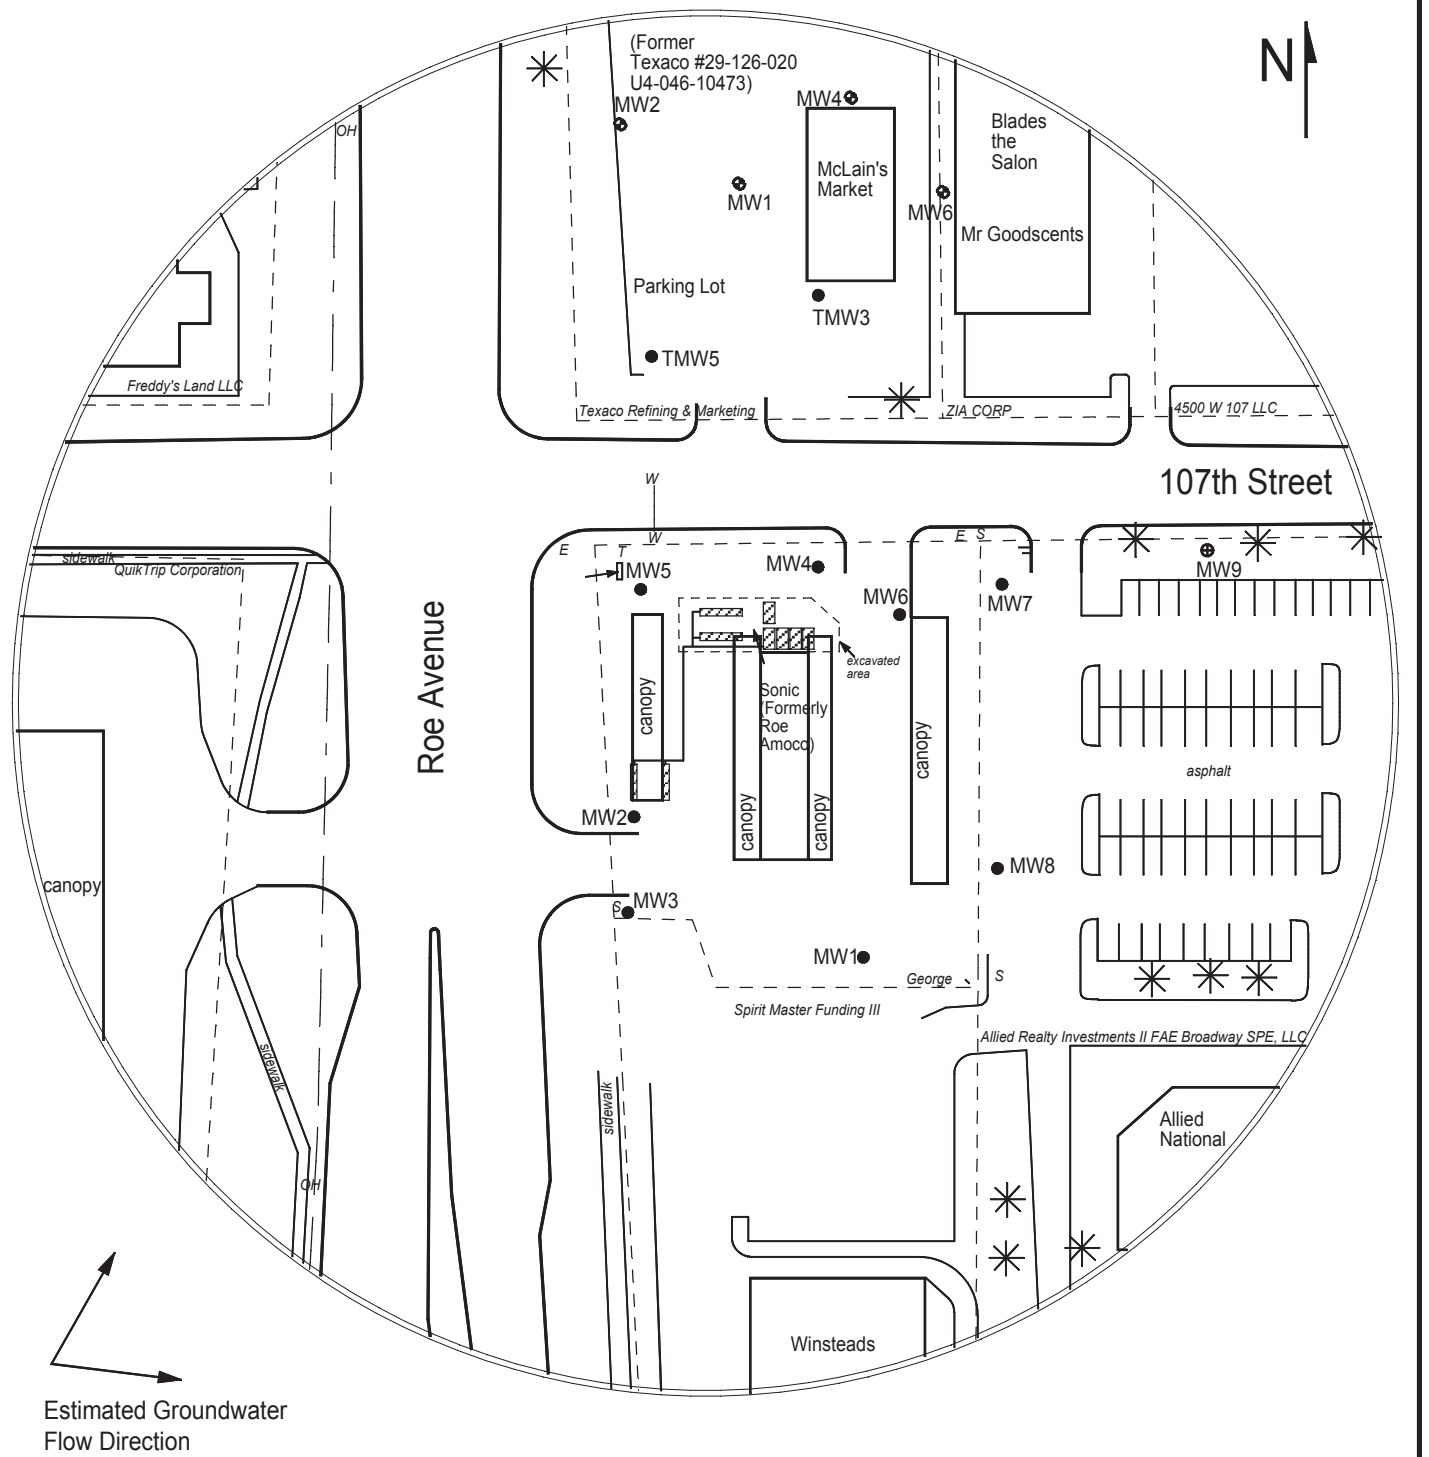 (Former
Texaco #29-126-020
U4-046-10473)
N
MW2
MW4
OH
Blades
the
Salon
McLain's
Market
MW1
MW6
Mr Goodscents
Parking Lot
TMW3
TMW5
Freddy's Land LLC
Texaco Refining & Marketing
ZIA CORP
4500 W 107 LLC
107th Street
W
W
E
T
E
S
sidewalk
QuikTrip Corporation
MW5
MW4
MW9
MW6
MW7
Roe Avenue
canopy
excavated
area
Sonic
(Formerly
Roe
Amoco)
canopy
asphalt
MW2
canopy
canopy
MW8
canopy
S
MW3
MW1
George
S
Spirit Master Funding III
Allied Realty Investments II FAE Broadway SPE, LLC
sidewalk
sidewalk
Allied
National
OH
Winsteads
Estimated Groundwater
Flow Direction